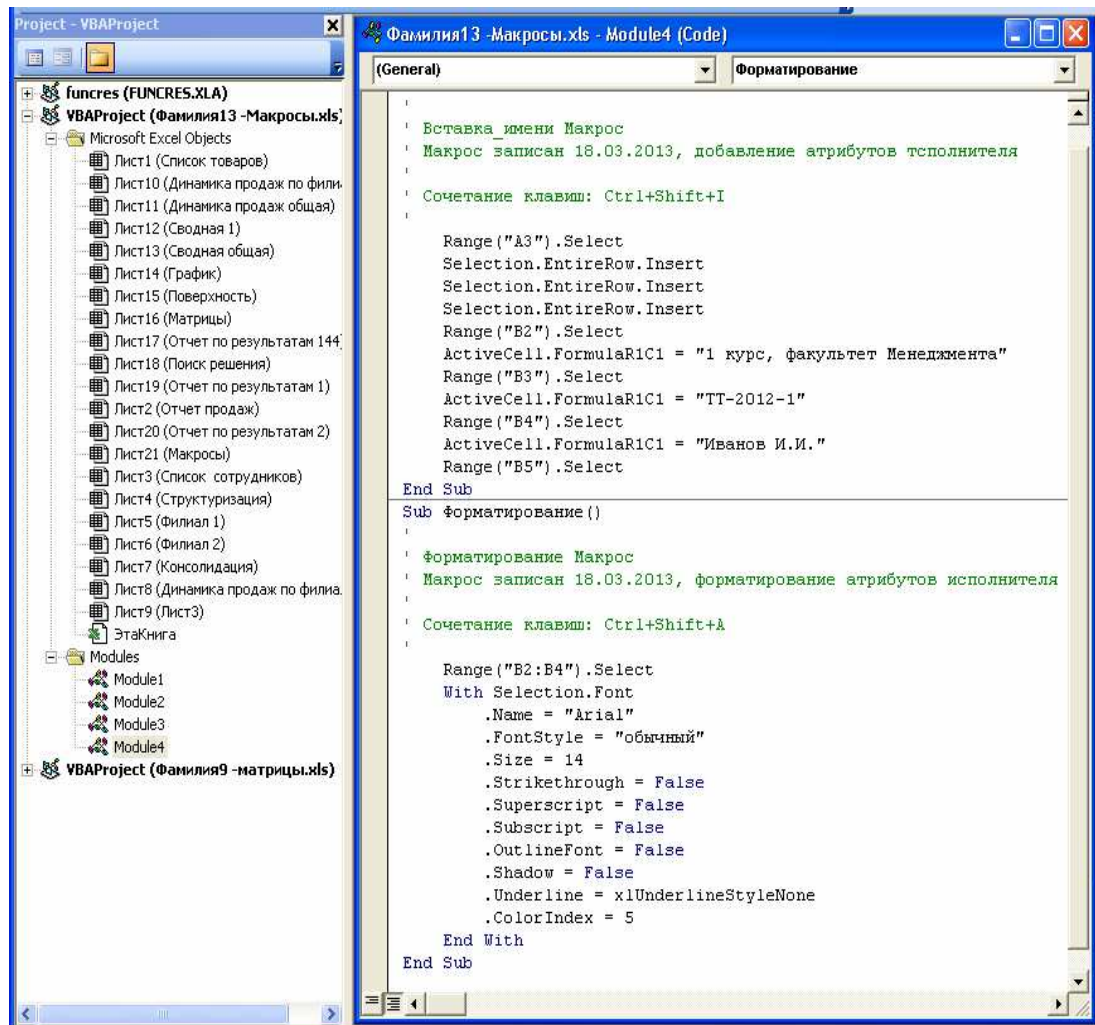 Project - VBAProject
funcres (FUNCRES.XLA)
VBAProject (Фамилия13 -Макросы.xls)
Microsoft Excel Objects
Лист1 (Список товаров)
Лист10 (Динамика продаж по фили
Лист11 (Динамика продаж общая)
Лист12 (Сводная 1)
Лист13 (Сводная общая)
Лист14 (График)
Лист15 (Поверхность)
Лист16 (Матрицы)
Лист17 (Отчет по результатам 144)
Лист18 (Поиск решения)
Лист19 (Отчет по результатам 1)
Лист2 (Отчет продаж)
Лист20 (Отчет по результатам 2)
Лист21 (Макросы)
Лист3 (Список сотрудников)
Лист4 (Структуризация)
Лист5 (Филиал 1)
Лист6 (Филиал 2)
Лист7 (Консолидация)
Лист8 (Динамика продаж по филиа
Лист9 (Лист3)
ЭтаКнига
Modules
Module1
Module2
Module3
Module4
VBAProject (Фамилия9 -матрицы.xls)
Фамилия13 -Макросы.xls - Module4 (Code)
(General)
Форматирование
'
' Вставка_имени Макрос
' Макрос записан 18.03.2013, добавление атрибутов тсполнителя
'
' Сочетание клавиш: Ctrl+Shift+I
'
Range("A3").Select
Selection.EntireRow.Insert
Selection.EntireRow.Insert
Selection.EntireRow.Insert
Range("B2").Select
ActiveCell.FormulaR1C1 = "1 курс, факультет Менеджмента"
Range("B3").Select
ActiveCell.FormulaR1C1 = "ТТ-2012-1"
Range("B4").Select
ActiveCell.FormulaR1C1 = "Иванов И.И."
Range("B5").Select
End Sub
Sub Форматирование()
'
' Форматирование Макрос
' Макрос записан 18.03.2013, форматирование атрибутов исполнителя
'
' Сочетание клавиш: Ctrl+Shift+A
'
Range("B2:B4").Select
With Selection.Font
.Name = "Arial"
.FontStyle = "обычный"
.Size = 14
.Strikethrough = False
.Superscript = False
.Subscript = False
.OutlineFont = False
.Shadow = False
.Underline = xlUnderlineStyleNone
.ColorIndex = 5
End With
End Sub